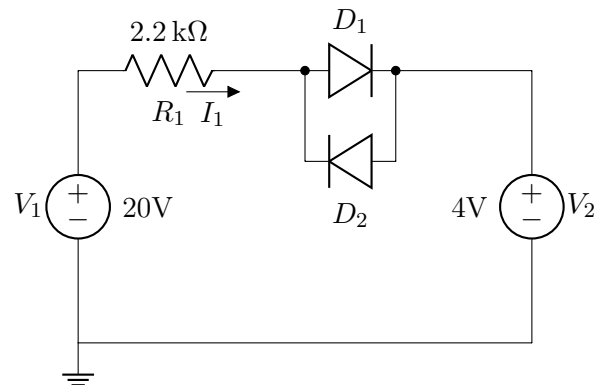 2.2 kΩ
D₁
R₁
I₁
D₂
V₁
+
−
20V
4V
+
−
V₂